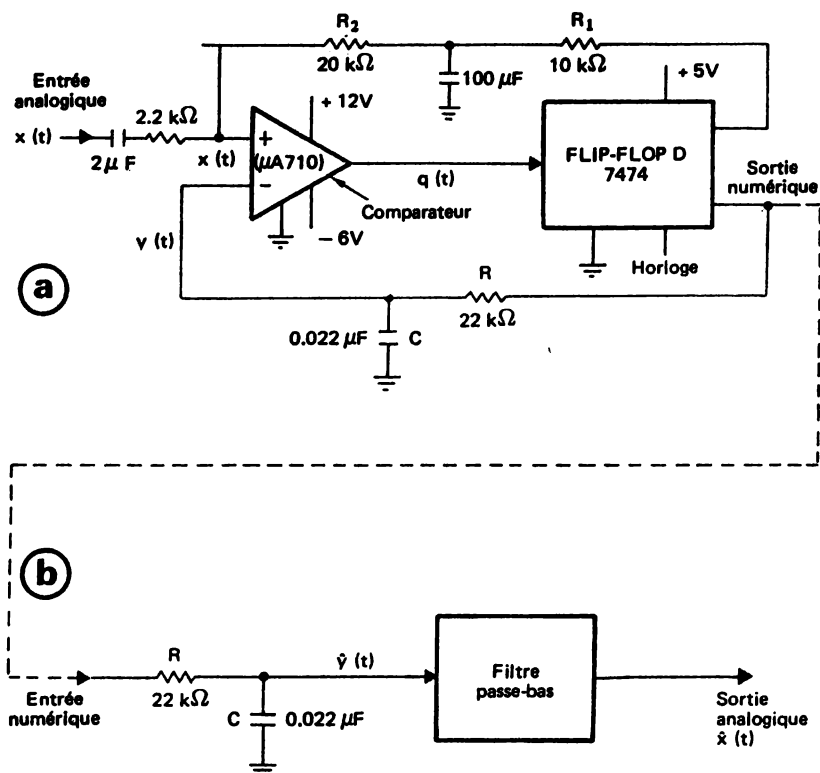 R₂
R₁
20 kΩ
10 kΩ
100 µF
+ 5V
Entrée
analogique
x (t)
2 µ F
2.2 kΩ
x (t)
+ 12V
+
(µA710)
−
− 6V
Comparateur
q (t)
FLIP-FLOP D
7474
Sortie
numérique
Horloge
y (t)
a
R
22 kΩ
0.022 µF
C
b
R
22 kΩ
ŷ (t)
Entrée
numérique
C
0.022 µF
Filtre
passe-bas
Sortie
analogique
x̂ (t)